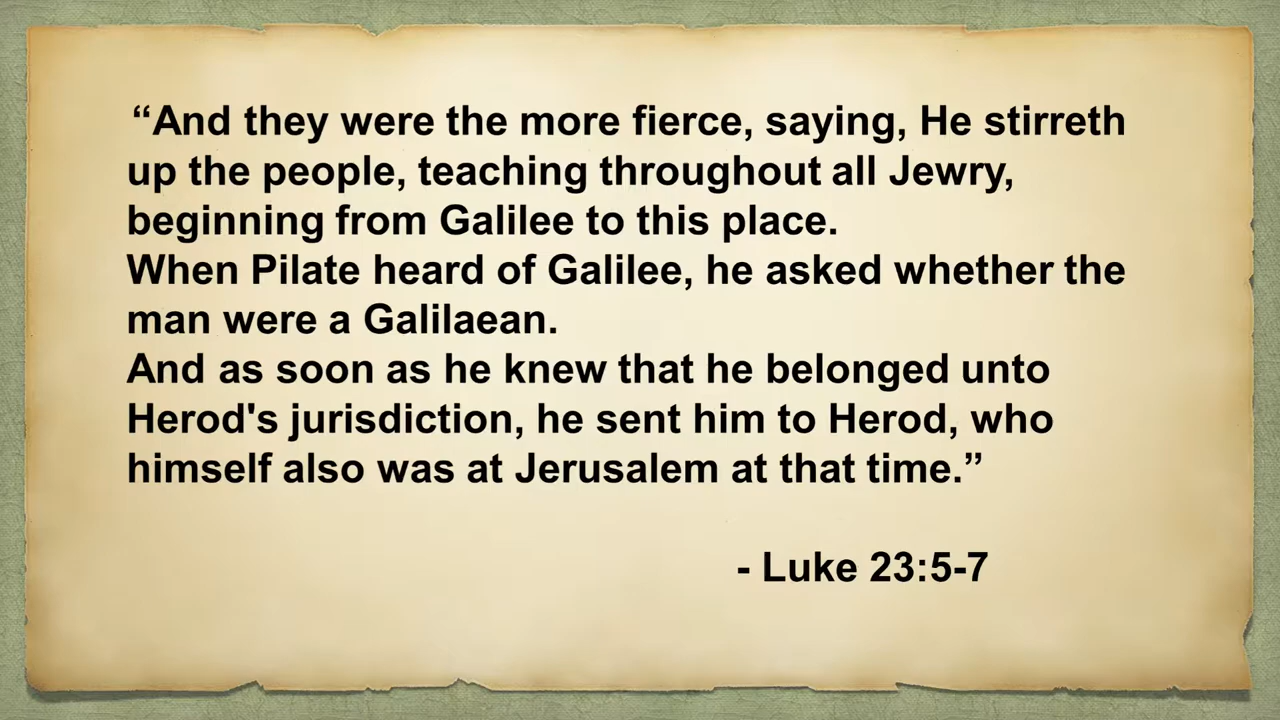 “And they were the more fierce, saying, He stirreth
up the people, teaching throughout all Jewry,
beginning from Galilee to this place.
When Pilate heard of Galilee, he asked whether the
man were a Galilaean.
And as soon as he knew that he belonged unto
Herod's jurisdiction, he sent him to Herod, who
himself also was at Jerusalem at that time.”
- Luke 23:5-7